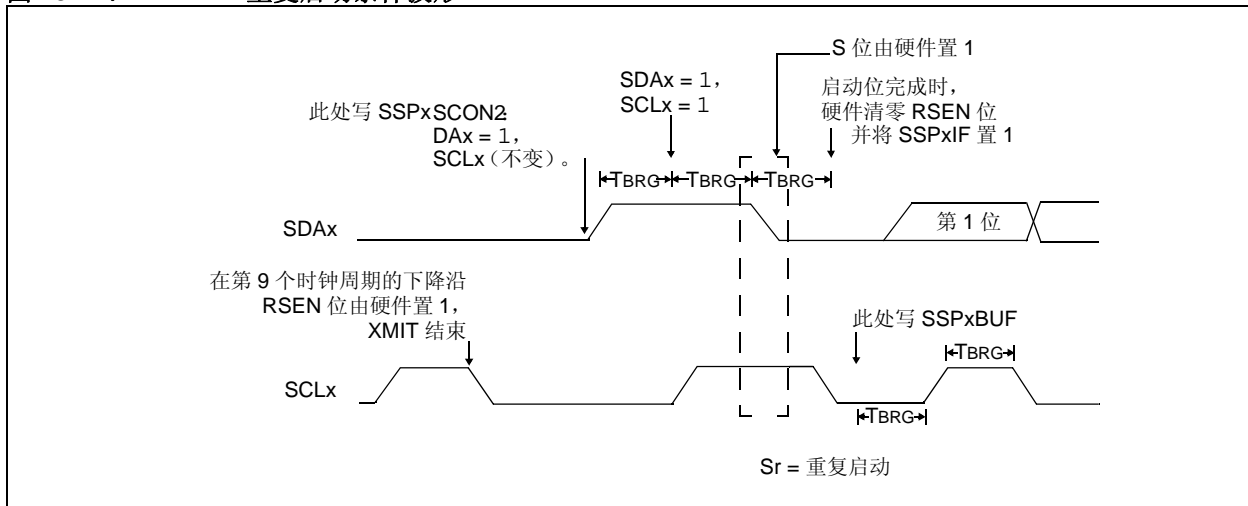 S 位由硬件置 1
SDAx = 1，
SCLx = 1
启动位完成时，
硬件清零 RSEN 位
并将 SSPxIF 置 1
此处写 SSPxSCON2
DAx = 1，
SCLx（不变）。
TBRG TBRG TBRG
SDAx
第 1 位
在第 9 个时钟周期的下降沿
RSEN 位由硬件置 1，
XMIT 结束
此处写 SSPxBUF
TBRG
SCLx
TBRG
Sr = 重复启动